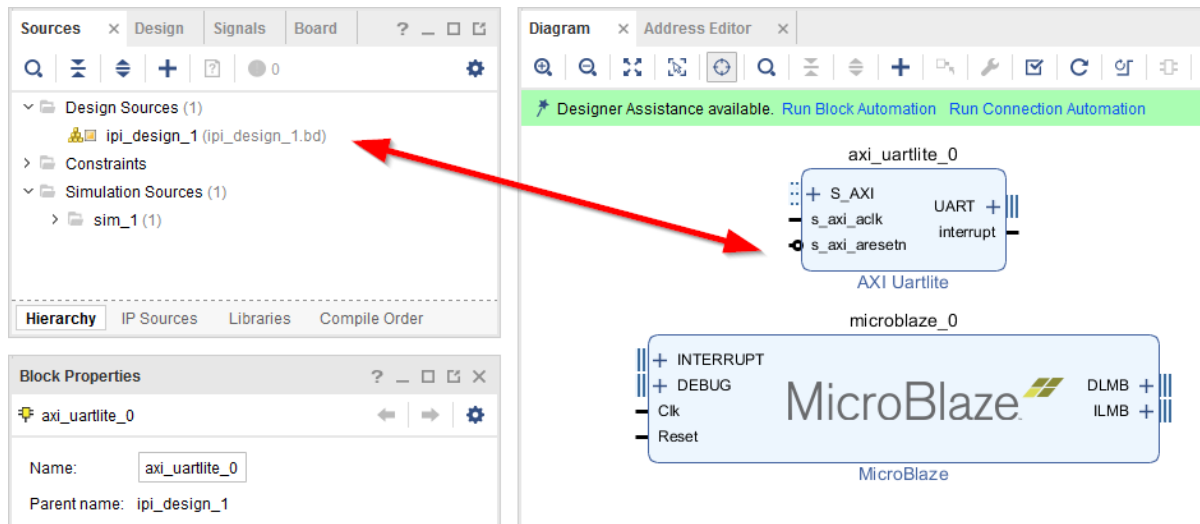 Sources Design Signals Board
0
Design Sources (1)
ipi_design_1 (ipi_design_1.bd)
Constraints
Simulation Sources (1)
sim_1 (1)
Hierarchy IP Sources Libraries Compile Order
Block Properties
axi_uartlite_0
Name: axi_uartlite_0
Parent name: ipi_design_1
Diagram Address Editor
Designer Assistance available. Run Block Automation Run Connection Automation
axi_uartlite_0
S_AXI
s_axi_aclk
s_axi_aresetn
UART
interrupt
AXI Uartlite
microblaze_0
INTERRUPT
DEBUG
Clk
Reset
MicroBlaze
DLMB
ILMB
MicroBlaze